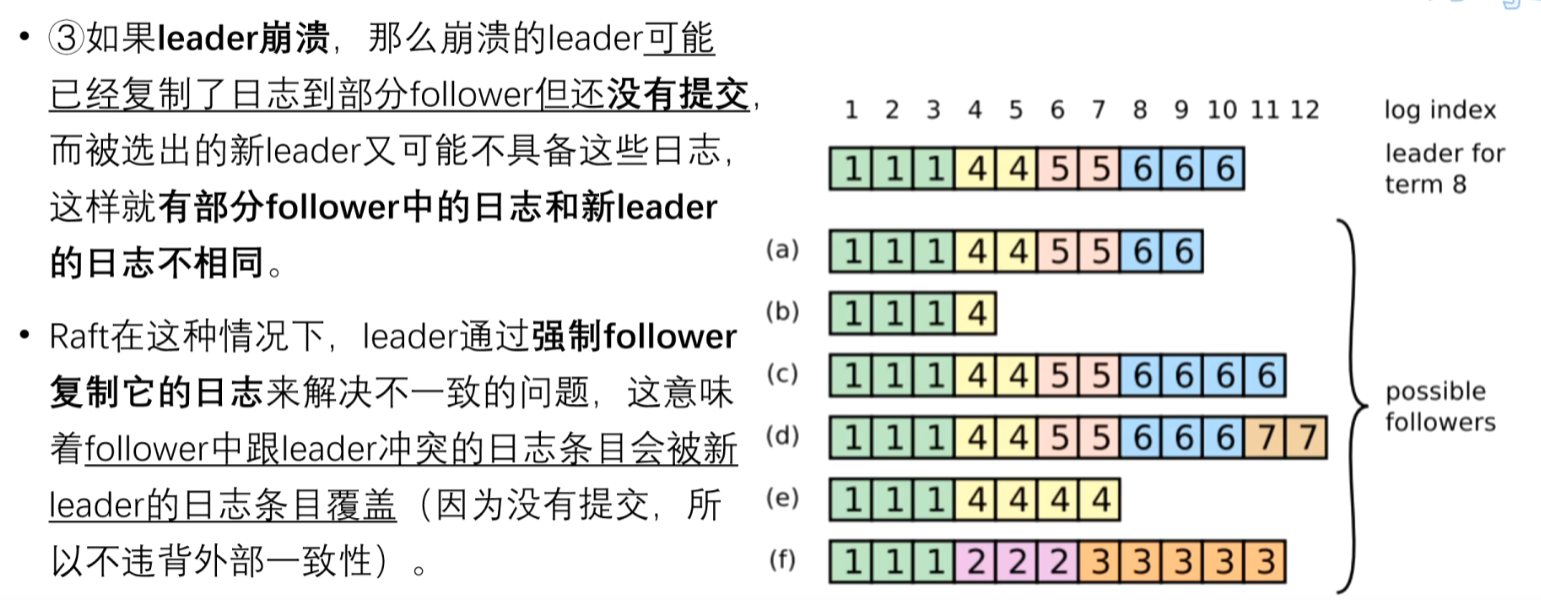 • ③如果leader崩溃，那么崩溃的leader可能
已经复制了日志到部分follower但还没有提交，
而被选出的新leader又可能不具备这些日志，
这样就有部分follower中的日志和新leader
的日志不相同。
• Raft在这种情况下，leader通过强制follower
复制它的日志来解决不一致的问题，这意味
着follower中跟leader冲突的日志条目会被新
leader的日志条目覆盖（因为没有提交，所
以不违背外部一致性）。
1 2 3 4 5 6 7 8 9 10 11 12 log index
1 1 1 4 4 5 5 6 6 6 leader for
term 8
(a) 1 1 1 4 4 5 5 6 6
(b) 1 1 1 4
(c) 1 1 1 4 4 5 5 6 6 6 6
(d) 1 1 1 4 4 5 5 6 6 6 7 7
(e) 1 1 1 4 4 4 4
(f) 1 1 1 2 2 2 3 3 3 3 3
possible
followers